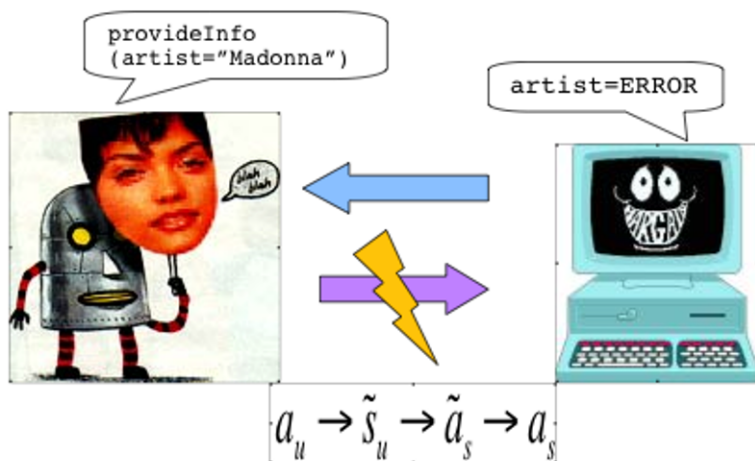 provideInfo
(artist=”Madonna”)
artist=ERROR
blah
blah
a_u → s̃_u → ã_s → a_s